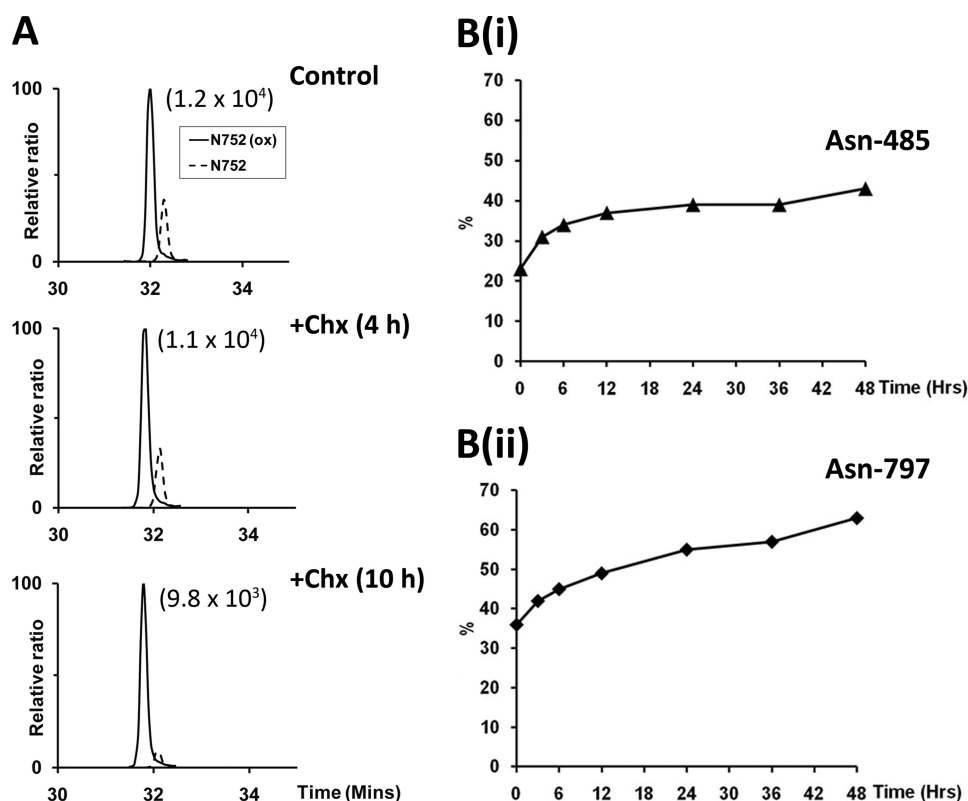 A
Control
100
(1.2 x 10⁴)
N752 (ox)
N752
Relative ratio
0
30 32 34
+Chx (4 h)
100
(1.1 x 10⁴)
Relative ratio
0
30 32 34
+Chx (10 h)
100
(9.8 x 10³)
Relative ratio
0
30 32 34 Time (Mins)
B(i)
Asn-485
70
60
50
40
%
30
20
10
0
0 6 12 18 24 30 36 42 48 Time (Hrs)
B(ii)
Asn-797
70
60
50
40
%
30
20
10
0
0 6 12 18 24 30 36 42 48 Time (Hrs)